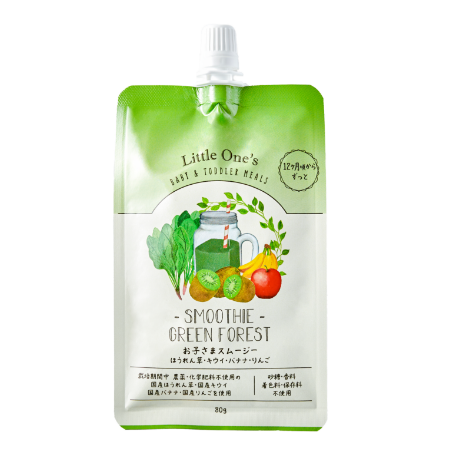 Little One's
BABY & TODDLER MEALS
12ヶ月頃から
ずっと
- SMOOTHIE -
GREEN FOREST
お子さまスムージー
ほうれん草・キウイ・バナナ・りんご
栽培期間中 農薬・化学肥料不使用の
国産ほうれん草・国産キウイ
国産バナナ・国産りんごを使用
砂糖・香料
着色料・保存料
不使用
80g